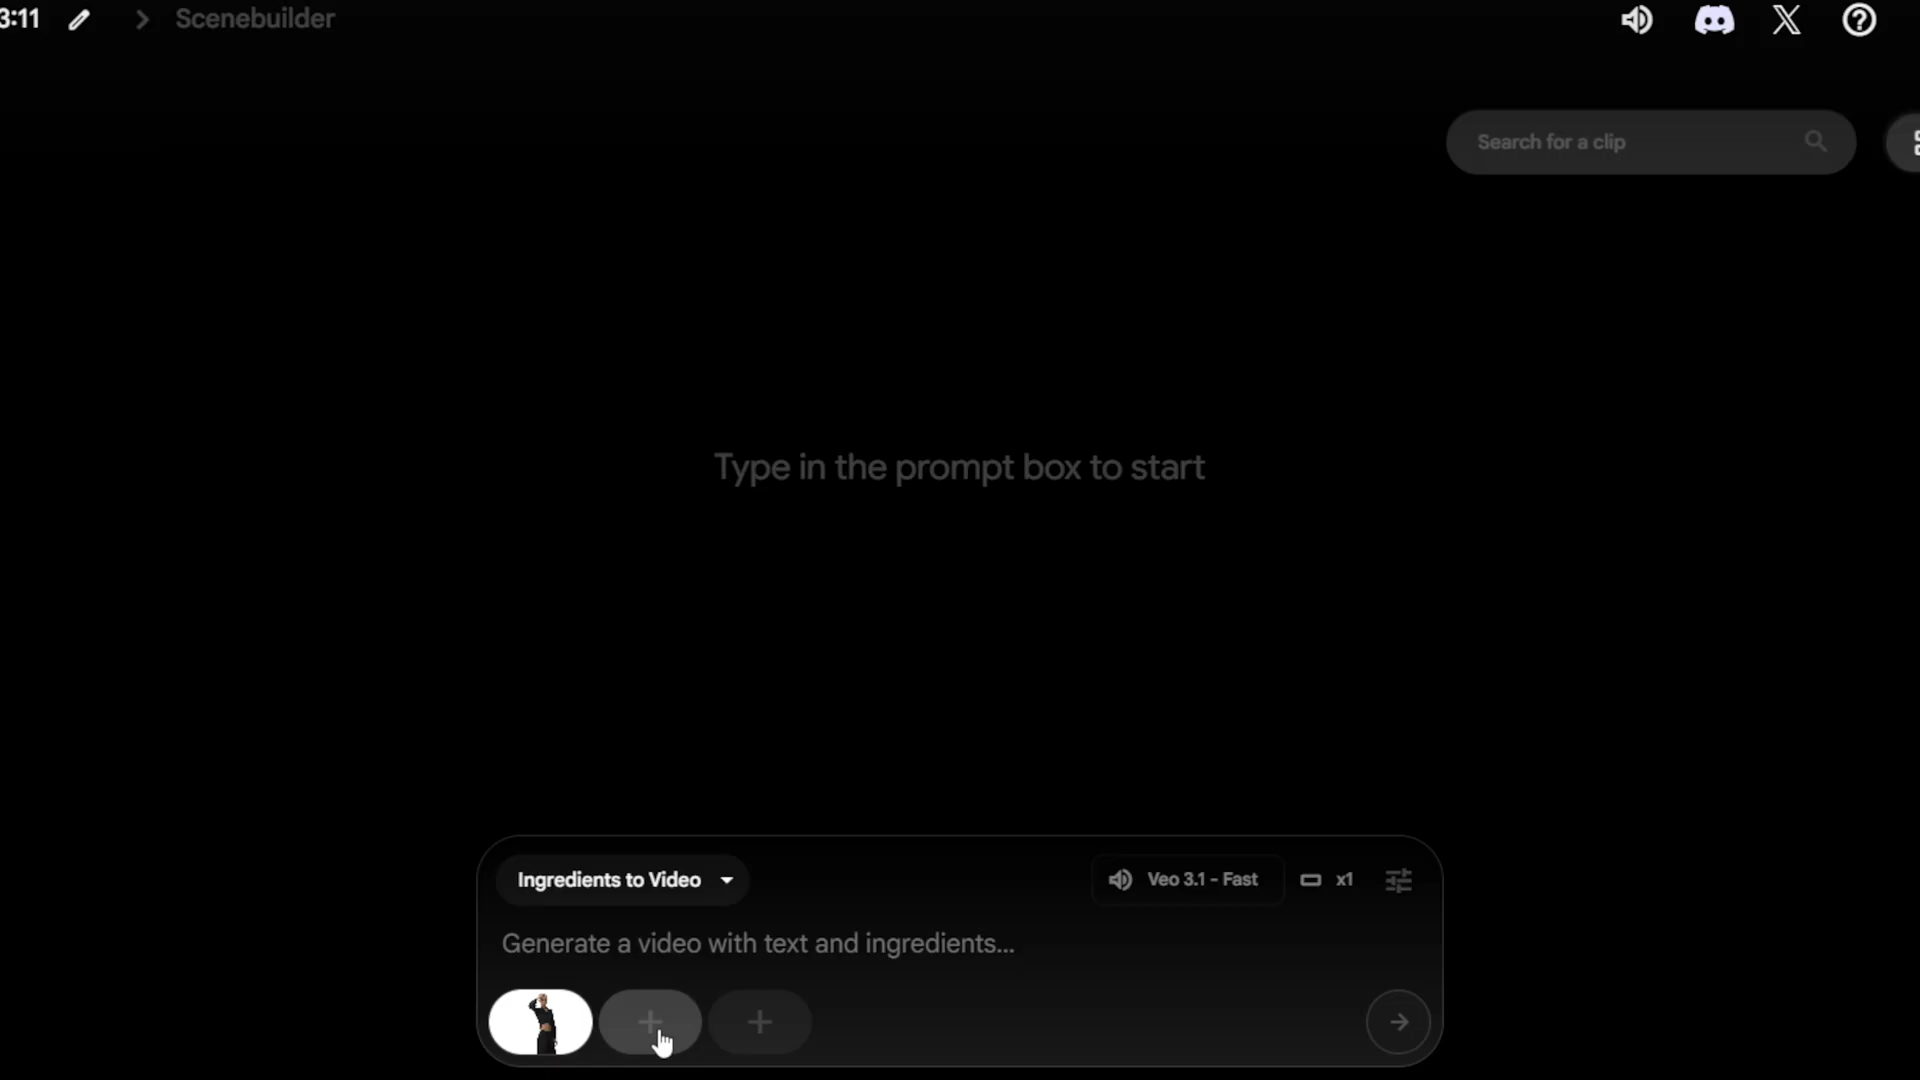 3:11 Scenebuilder
Search for a clip
Type in the prompt box to start
Ingredients to Video
Veo 3.1 - Fast x1
Generate a video with text and ingredients...